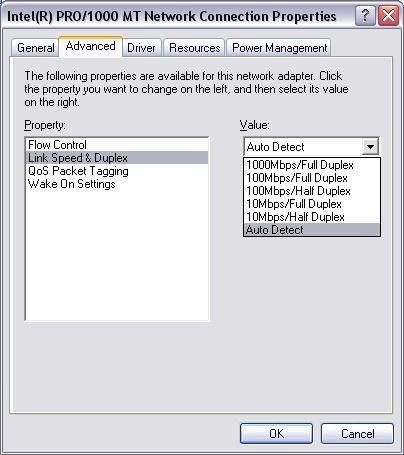 Intel(R) PRO/1000 MT Network Connection Properties
General Advanced Driver Resources Power Management
The following properties are available for this network adapter. Click
the property you want to change on the left, and then select its value
on the right.
Property:
Flow Control
Link Speed & Duplex
QoS Packet Tagging
Wake On Settings
Value:
Auto Detect
1000Mbps/Full Duplex
100Mbps/Full Duplex
100Mbps/Half Duplex
10Mbps/Full Duplex
10Mbps/Half Duplex
Auto Detect
OK Cancel